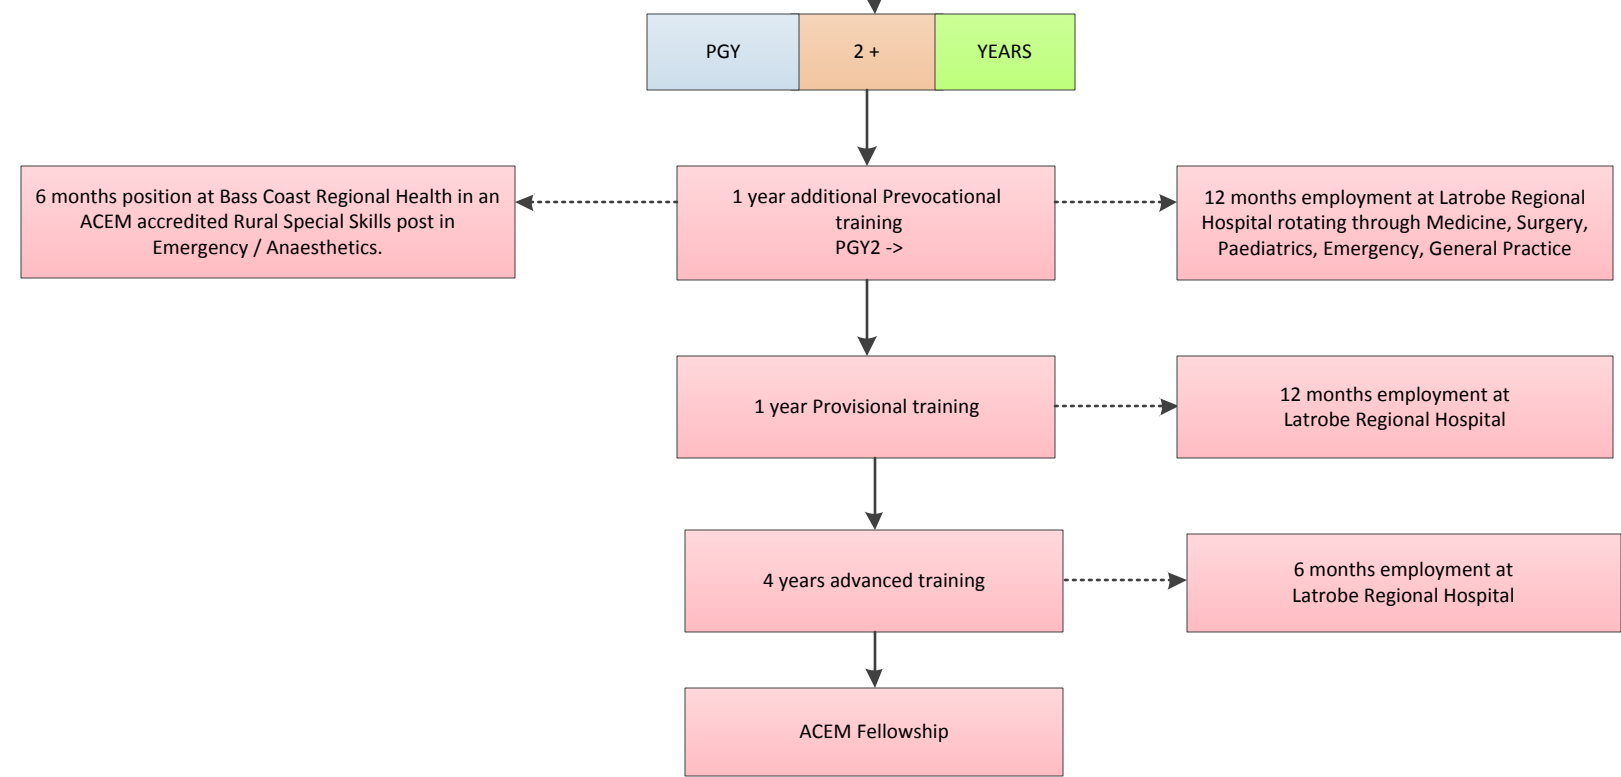 PGY
2 +
YEARS
6 months position at Bass Coast Regional Health in an
ACEM accredited Rural Special Skills post in
Emergency / Anaesthetics.
1 year additional Prevocational
training
PGY2 ->
12 months employment at Latrobe Regional
Hospital rotating through Medicine, Surgery,
Paediatrics, Emergency, General Practice
1 year Provisional training
12 months employment at
Latrobe Regional Hospital
4 years advanced training
6 months employment at
Latrobe Regional Hospital
ACEM Fellowship